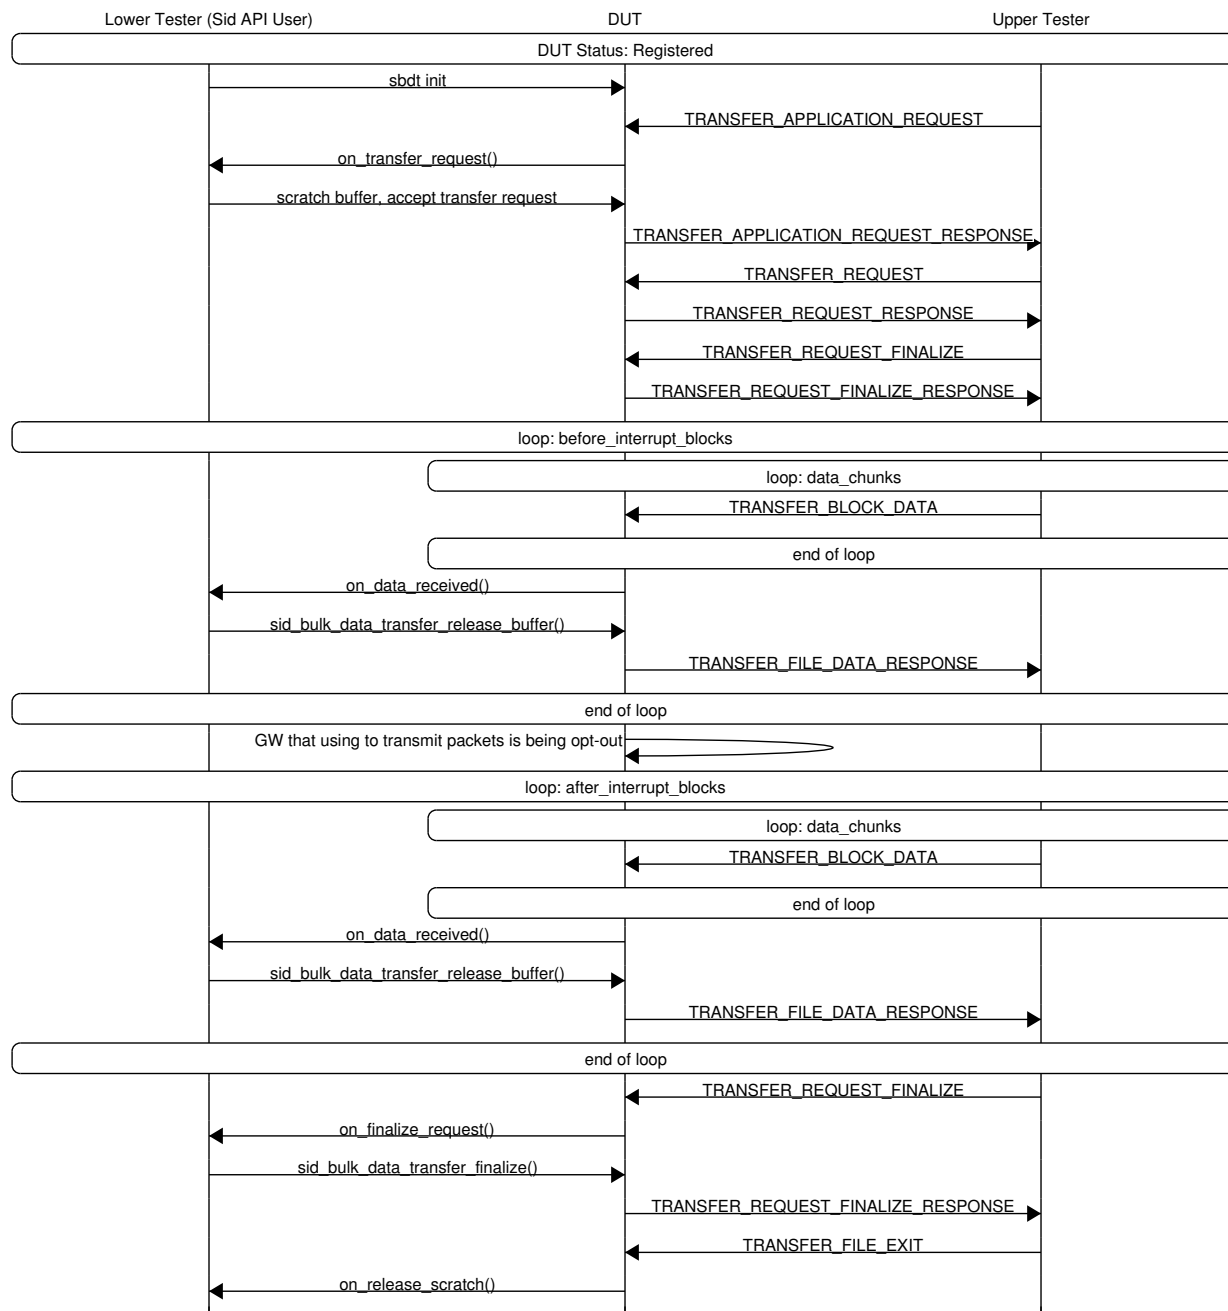 Lower Tester (Sid API User)
DUT
Upper Tester
DUT Status: Registered
sbdt init
TRANSFER_APPLICATION_REQUEST
on_transfer_request()
scratch buffer, accept transfer request
TRANSFER_APPLICATION_REQUEST_RESPONSE
TRANSFER_REQUEST
TRANSFER_REQUEST_RESPONSE
TRANSFER_REQUEST_FINALIZE
TRANSFER_REQUEST_FINALIZE_RESPONSE
loop: before_interrupt_blocks
loop: data_chunks
TRANSFER_BLOCK_DATA
end of loop
on_data_received()
sid_bulk_data_transfer_release_buffer()
TRANSFER_FILE_DATA_RESPONSE
end of loop
GW that using to transmit packets is being opt-out
loop: after_interrupt_blocks
loop: data_chunks
TRANSFER_BLOCK_DATA
end of loop
on_data_received()
sid_bulk_data_transfer_release_buffer()
TRANSFER_FILE_DATA_RESPONSE
end of loop
TRANSFER_REQUEST_FINALIZE
on_finalize_request()
sid_bulk_data_transfer_finalize()
TRANSFER_REQUEST_FINALIZE_RESPONSE
TRANSFER_FILE_EXIT
on_release_scratch()